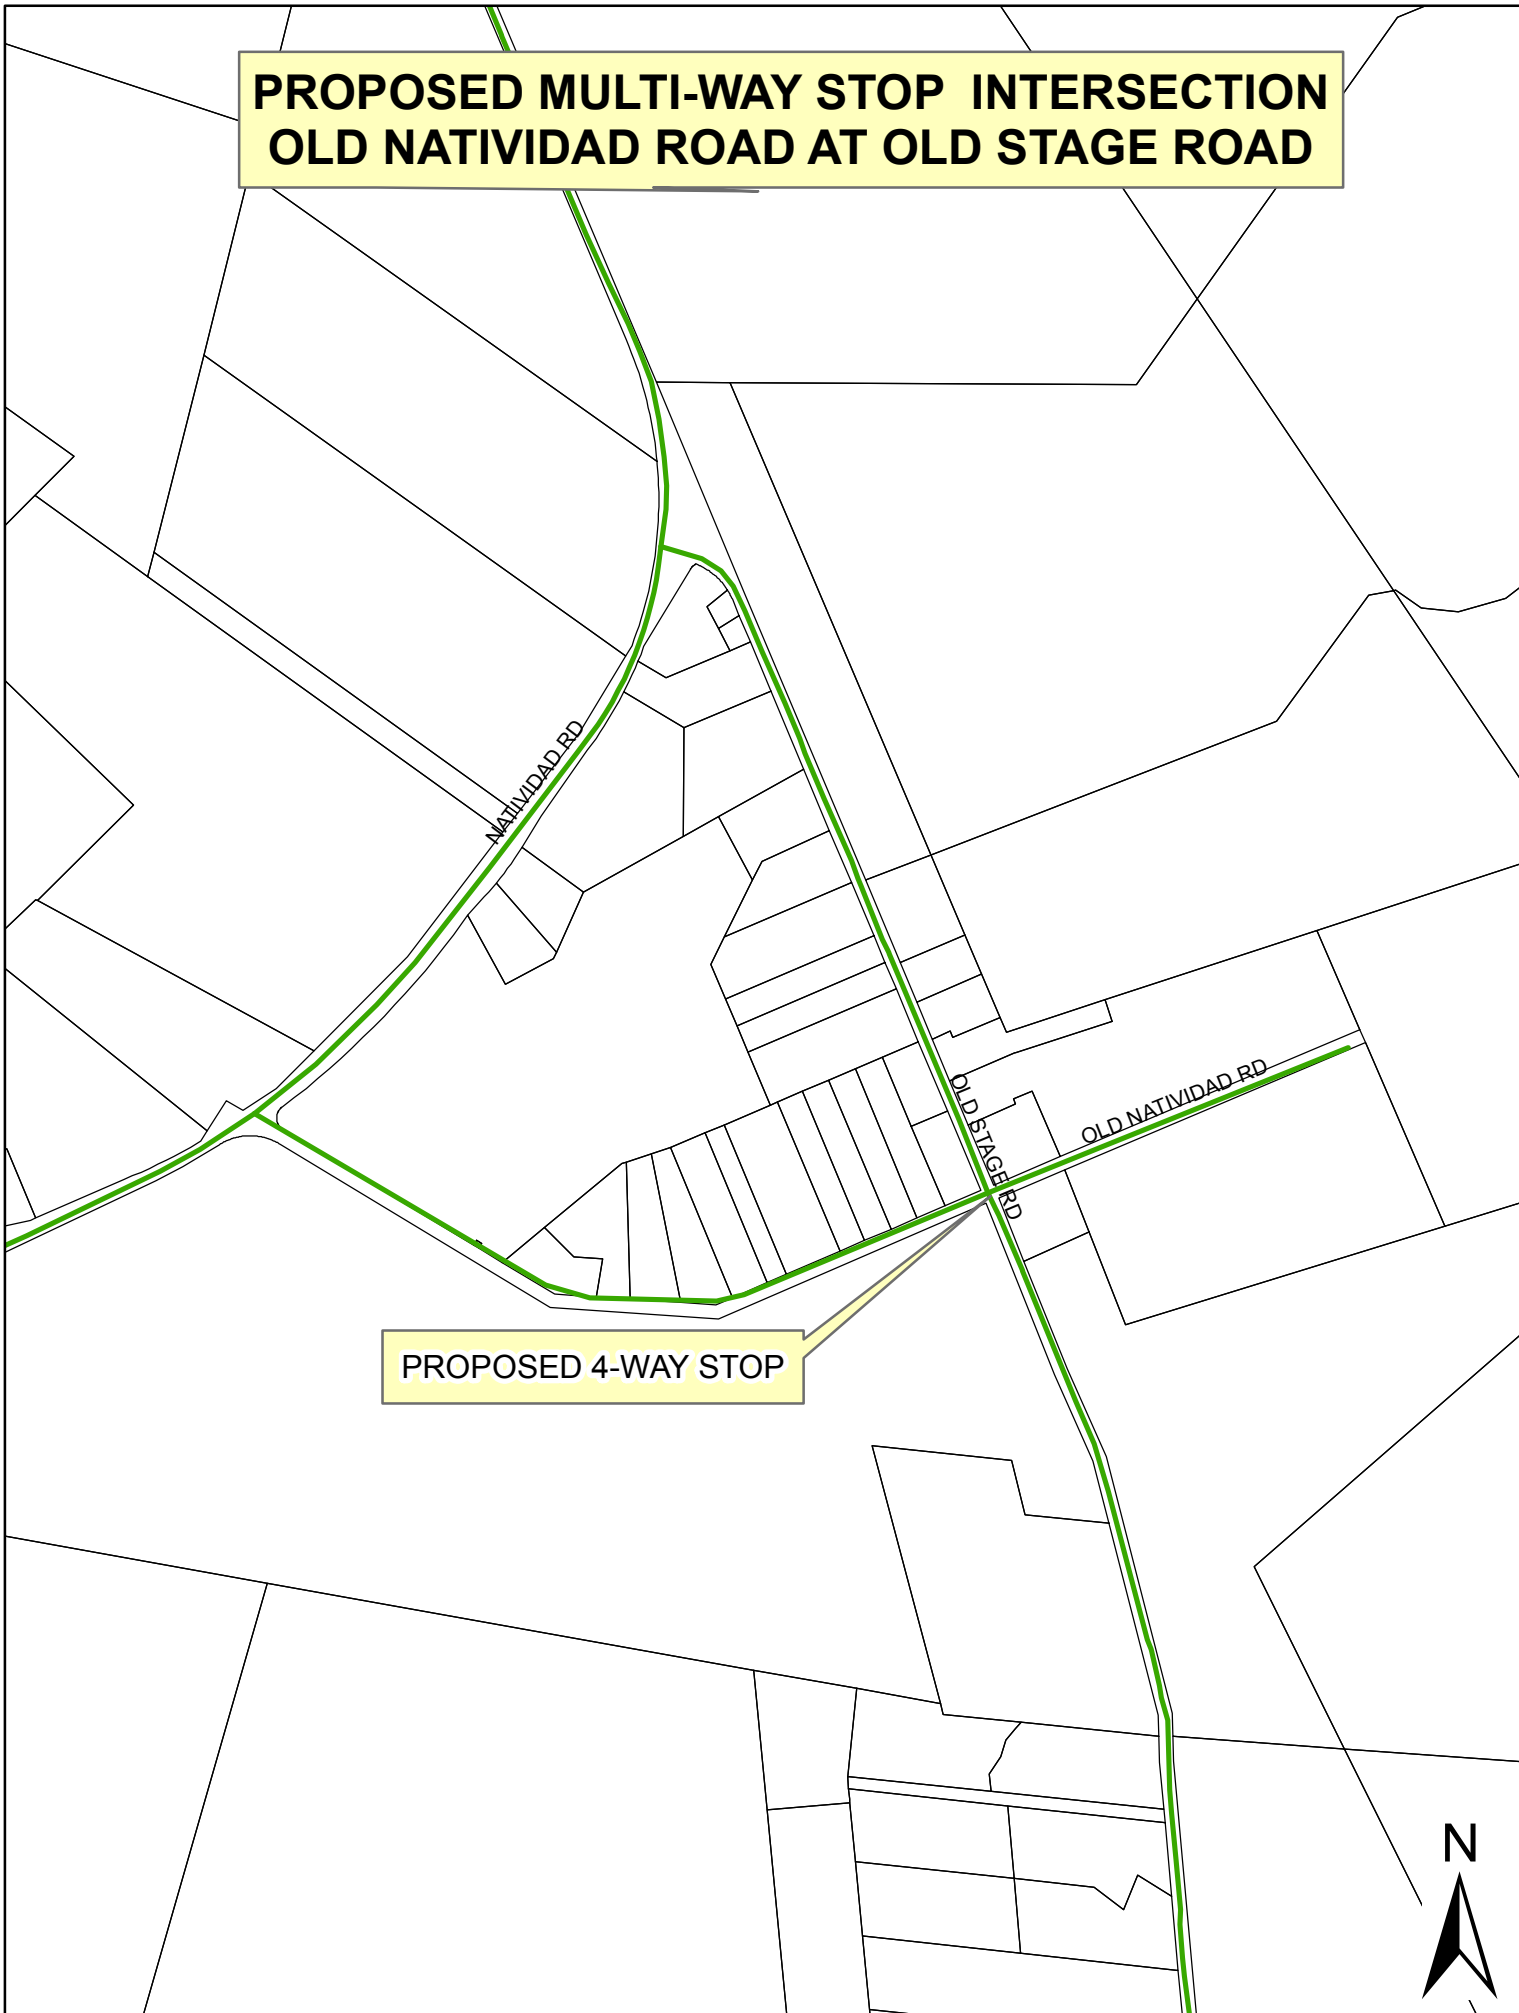 PROPOSED MULTI-WAY STOP INTERSECTION
OLD NATIVIDAD ROAD AT OLD STAGE ROAD
NATIVIDAD RD
OLD STAGE RD
OLD NATIVIDAD RD
PROPOSED 4-WAY STOP
N